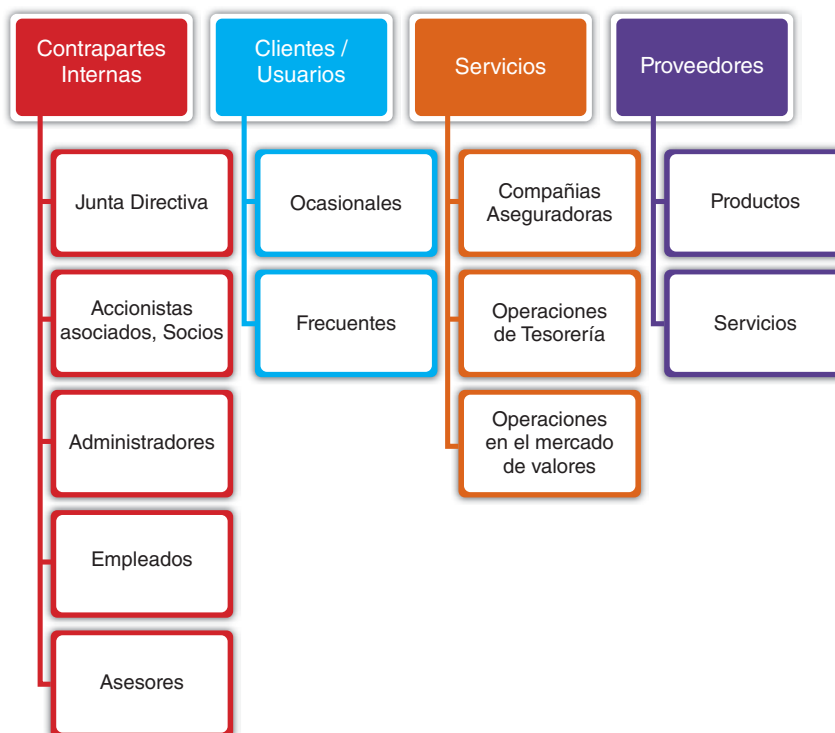 Contrapartes
Internas
Junta Directiva
Accionistas
asociados, Socios
Administradores
Empleados
Asesores
Clientes /
Usuarios
Ocasionales
Frecuentes
Servicios
Compañias
Aseguradoras
Operaciones
de Tesorería
Operaciones
en el mercado
de valores
Proveedores
Productos
Servicios